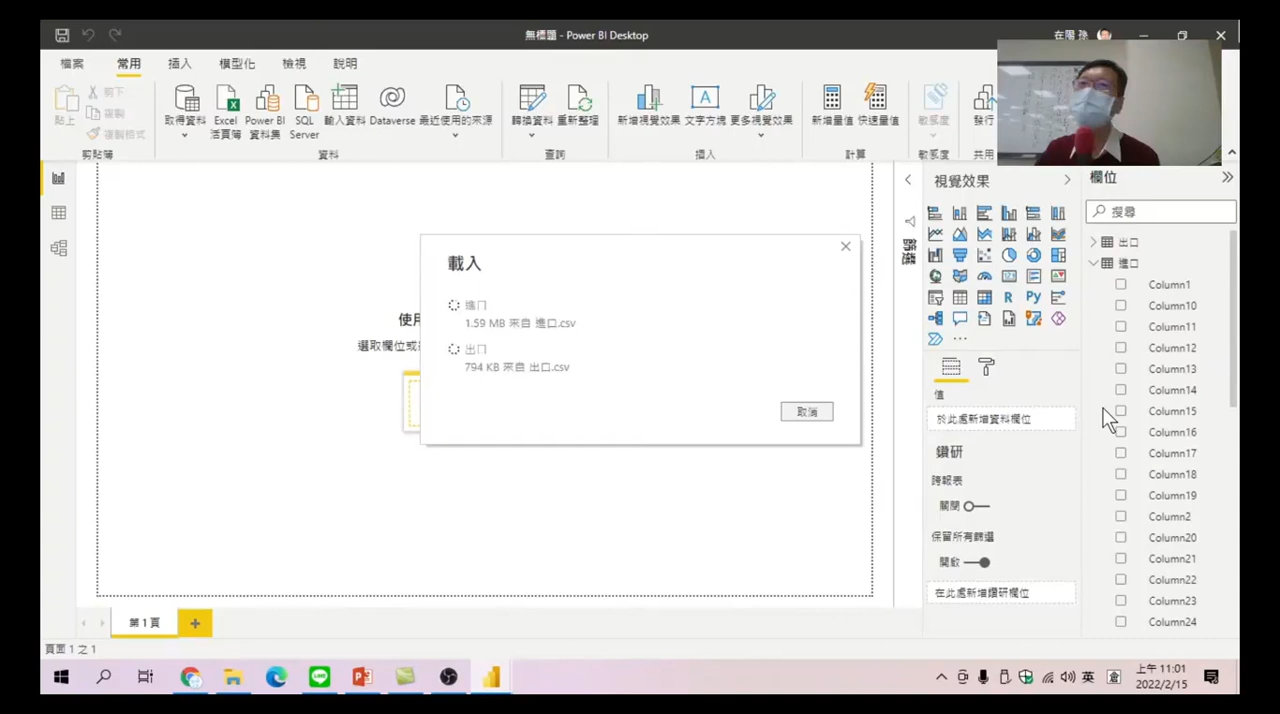 無標題 - Power BI Desktop
在陽 孫
檔案 常用 插入 模型化 檢視 說明
貼上
剪下
複製
複製格式
剪貼簿
取得資料
Excel 活頁簿
Power BI 資料集
SQL Server
輸入資料
Dataverse
最近使用的來源
資料
轉換資料
重新整理
查詢
新增視覺效果
文字方塊
更多視覺效果
插入
新增量值
快速量值
計算
敏感度
敏感度
發行
共用
使用
選取欄位或
載入
進口
1.59 MB 來自 進口.csv
出口
794 KB 來自 出口.csv
取消
篩選
視覺效果
R
Py
值
於此處新增資料欄位
鑽研
跨報表
關閉
保留所有篩選
開啟
在此處新增鑽研欄位
欄位
搜尋
出口
進口
Column1
Column10
Column11
Column12
Column13
Column14
Column15
Column16
Column17
Column18
Column19
Column2
Column20
Column21
Column22
Column23
Column24
第 1 頁
頁面 1 之 1
英
上午 11:01
2022/2/15